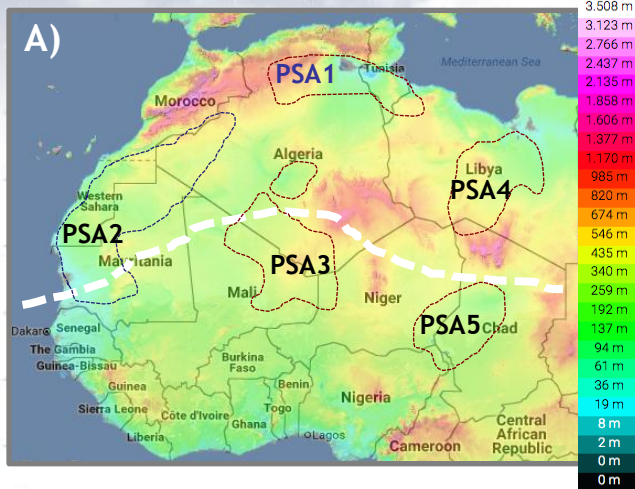 A)
PSA1
Tunisia
Mediterranean Sea
Morocco
Algeria
Libya
PSA4
Western
Sahara
PSA2
Mauritania
PSA3
Mali
Niger
PSA5
Chad
Dakar
Senegal
The Gambia
Guinea-Bissau
Burkina
Faso
Guinea
Benin
Nigeria
Sierra Leone
Côte d'Ivoire
Togo
Ghana
Liberia
Lagos
Cameroon
Central
African
Republic
3.508 m
3.123 m
2.766 m
2.437 m
2.135 m
1.858 m
1.606 m
1.377 m
1.170 m
985 m
820 m
674 m
546 m
435 m
340 m
259 m
192 m
137 m
94 m
61 m
36 m
19 m
8 m
2 m
0 m
0 m